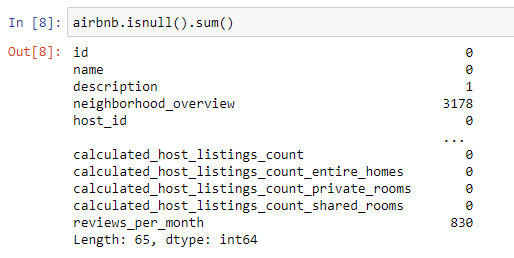 In [8]: airbnb.isnull().sum()
Out[8]: id 0
name 0
description 1
neighborhood_overview 3178
host_id 0
...
calculated_host_listings_count 0
calculated_host_listings_count_entire_homes 0
calculated_host_listings_count_private_rooms 0
calculated_host_listings_count_shared_rooms 0
reviews_per_month 830
Length: 65, dtype: int64